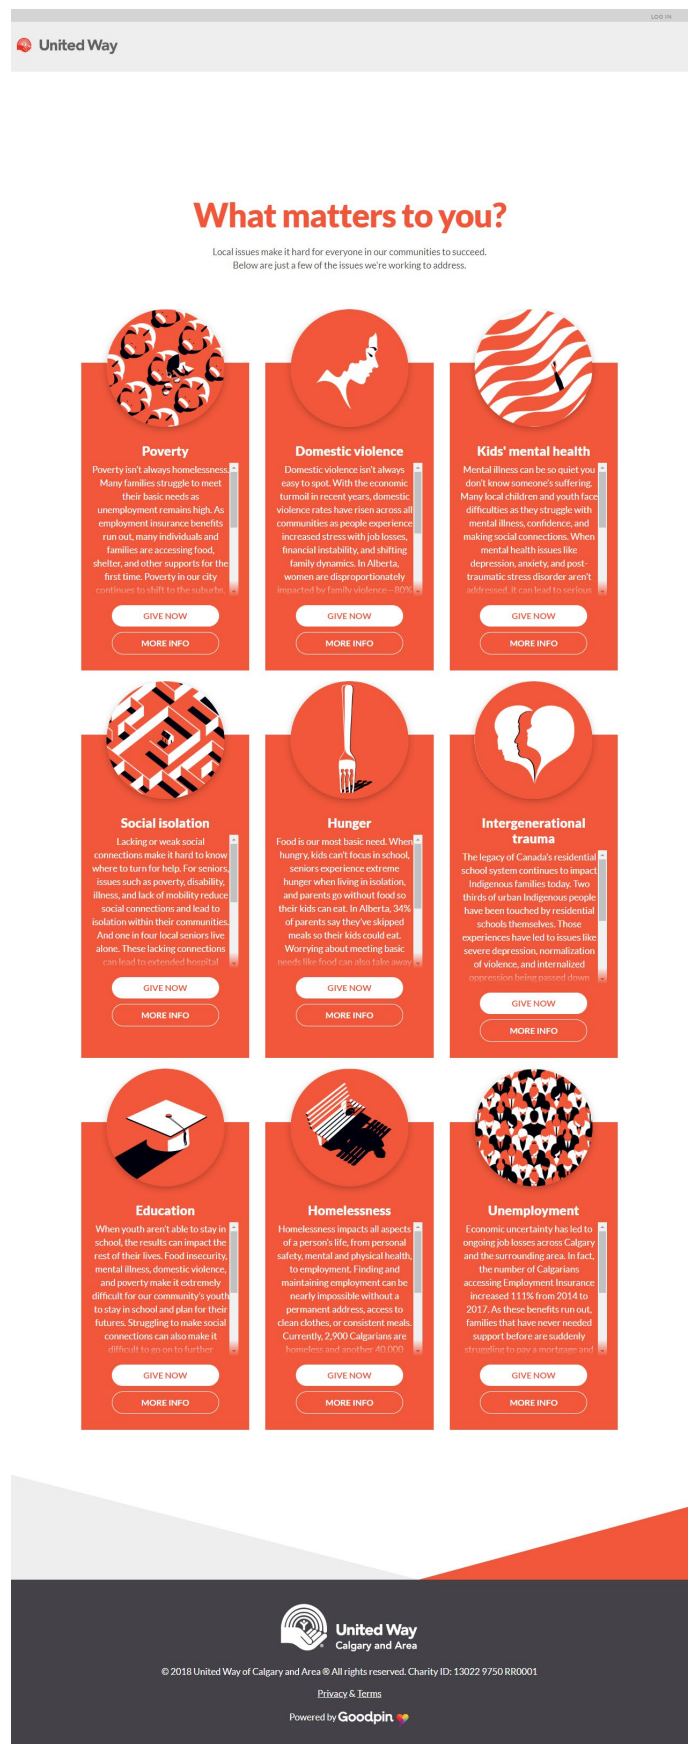 LOG IN
United Way
What matters to you?
Local issues make it hard for everyone in our communities to succeed.
Below are just a few of the issues we're working to address.
Poverty
Poverty isn't always homelessness.
Many families struggle to meet
their basic needs as
unemployment remains high. As
employment insurance benefits
run out, many individuals and
families are accessing food,
shelter, and other supports for the
first time. Poverty in our city
continues to shift to the suburbs,
GIVE NOW
MORE INFO
Domestic violence
Domestic violence isn't always
easy to spot. With the economic
turmoil in recent years, domestic
violence rates have risen across all
communities as people experience
increased stress with job losses,
financial instability, and shifting
family dynamics. In Alberta,
women are disproportionately
impacted by family violence—80%
GIVE NOW
MORE INFO
Kids' mental health
Mental illness can be so quiet you
don't know someone's suffering.
Many local children and youth face
difficulties as they struggle with
mental illness, confidence, and
making social connections. When
mental health issues like
depression, anxiety, and post-
traumatic stress disorder aren't
addressed, it can lead to serious
GIVE NOW
MORE INFO
Social isolation
Lacking or weak social
connections make it hard to know
where to turn for help. For seniors,
issues such as poverty, disability,
illness, and lack of mobility reduce
social connections and lead to
isolation within their communities.
And one in four local seniors live
alone. These lacking connections
can lead to extended hospital
GIVE NOW
MORE INFO
Hunger
Food is our most basic need. When
hungry, kids can't focus in school,
seniors experience extreme
hunger when living in isolation,
and parents go without food so
their kids can eat. In Alberta, 34%
of parents say they've skipped
meals so their kids could eat.
Worrying about meeting basic
needs like food can also take away
GIVE NOW
MORE INFO
Intergenerational
trauma
The legacy of Canada's residential
school system continues to impact
Indigenous families today. Two
thirds of urban Indigenous people
have been touched by residential
schools themselves. Those
experiences have led to issues like
severe depression, normalization
of violence, and internalized
oppression being passed down
GIVE NOW
MORE INFO
Education
When youth aren't able to stay in
school, the results can impact the
rest of their lives. Food insecurity,
mental illness, domestic violence,
and poverty make it extremely
difficult for our community's youth
to stay in school and plan for their
futures. Struggling to make social
connections can also make it
difficult to go on to further
GIVE NOW
MORE INFO
Homelessness
Homelessness impacts all aspects
of a person's life, from personal
safety, mental and physical health,
to employment. Finding and
maintaining employment can be
nearly impossible without a
permanent address, access to
clean clothes, or consistent meals.
Currently, 2,900 Calgarians are
homeless and another 40,000
GIVE NOW
MORE INFO
Unemployment
Economic uncertainty has led to
ongoing job losses across Calgary
and the surrounding area. In fact,
the number of Calgarians
accessing Employment Insurance
increased 111% from 2014 to
2017. As these benefits run out,
families that have never needed
support before are suddenly
struggling to pay a mortgage and
GIVE NOW
MORE INFO
United Way
Calgary and Area
© 2018 United Way of Calgary and Area ® All rights reserved. Charity ID: 13022 9750 RR0001
Privacy & Terms
Powered by Goodpin